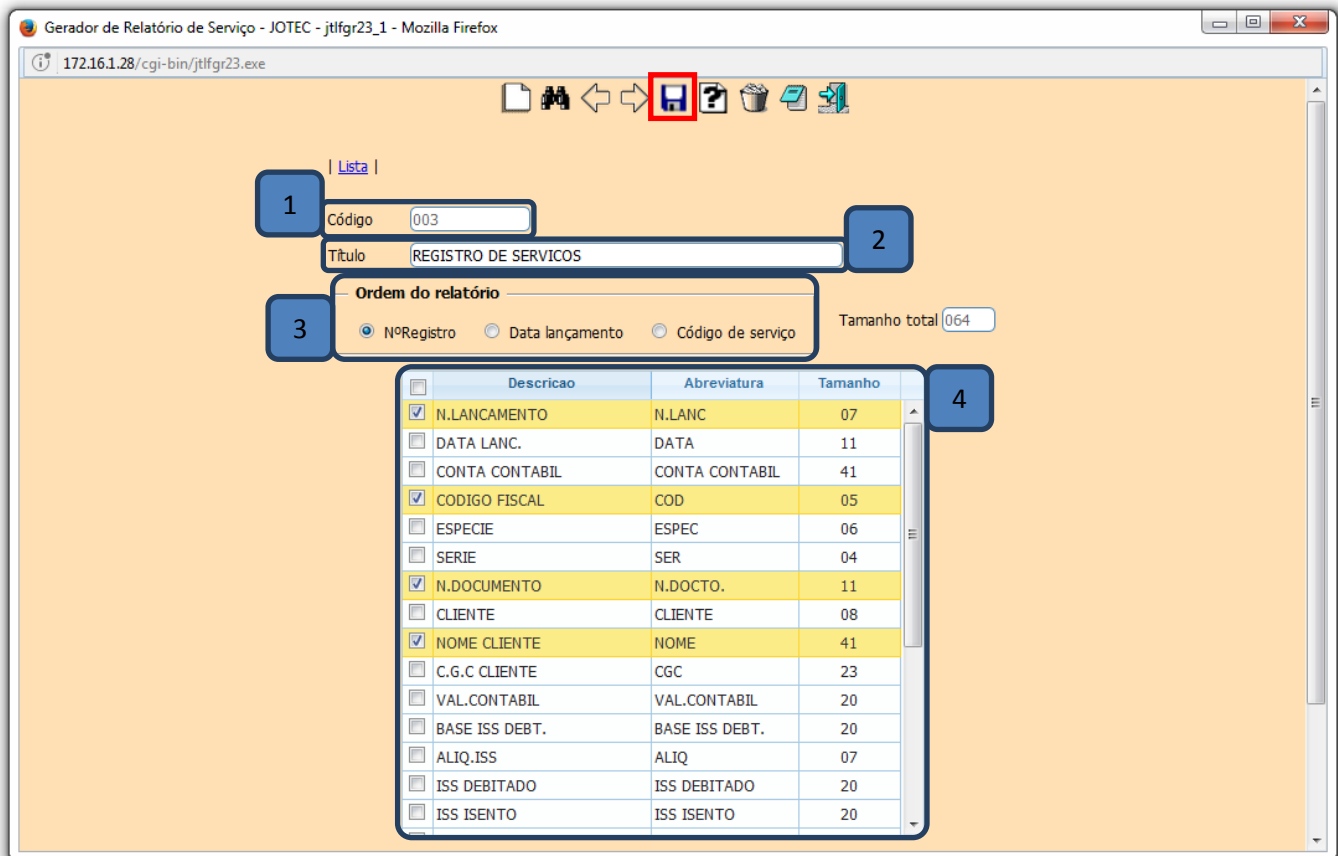 Gerador de Relatório de Serviço - JOTEC - jtlfgr23_1 - Mozilla Firefox
172.16.1.28/cgi-bin/jtlfgr23.exe
| Lista |
1
Código 003
2
Título REGISTRO DE SERVICOS
Ordem do relatório
3
NºRegistro Data lançamento Código de serviço
Tamanho total 064
Descricao Abreviatura Tamanho
4
N.LANCAMENTO N.LANC 07
DATA LANC. DATA 11
CONTA CONTABIL CONTA CONTABIL 41
CODIGO FISCAL COD 05
ESPECIE ESPEC 06
SERIE SER 04
N.DOCUMENTO N.DOCTO. 11
CLIENTE CLIENTE 08
NOME CLIENTE NOME 41
C.G.C CLIENTE CGC 23
VAL.CONTABIL VAL.CONTABIL 20
BASE ISS DEBT. BASE ISS DEBT. 20
ALIQ.ISS ALIQ 07
ISS DEBITADO ISS DEBITADO 20
ISS ISENTO ISS ISENTO 20